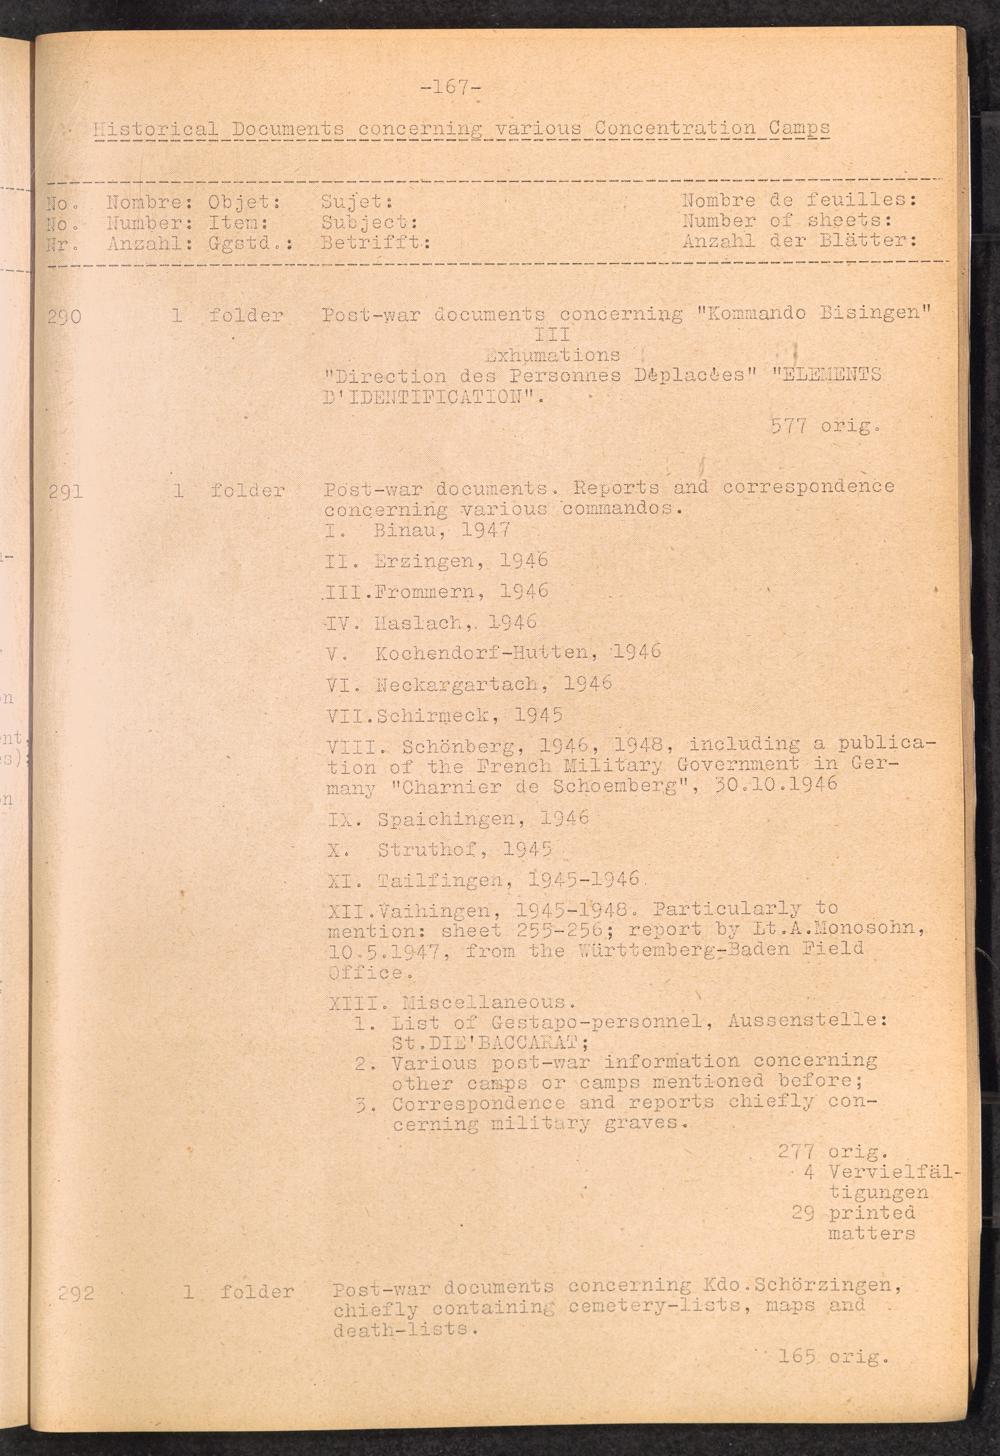 -167-
Historical Documents concerning various Concentration Camps
No. Nombre: Objet: Sujet: Nombre de feuilles:
No. Number: Item: Subject: Number of sheets:
Nr. Anzahl: Ggstd.: Betrifft: Anzahl der Blätter:
290 1 folder Post-war documents concerning "Kommando Bisingen"
III
Exhumations
"Direction des Personnes Déplacées" "ELEMENTS
D'IDENTIFICATION".
577 orig.
291 1 folder Post-war documents. Reports and correspondence
concerning various commandos.
I. Binau, 1947
II. Erzingen, 1946
III.Frommern, 1946
IV. Haslach, 1946
V. Kochendorf-Hutten, 1946
VI. Neckargartach, 1946
VII.Schirmeck, 1945
VIII. Schönberg, 1946, 1948, including a publica-
tion of the French Military Government in Ger-
many "Charnier de Schoemberg", 30.10.1946
IX. Spaichingen, 1946
X. Struthof, 1945
XI. Tailfingen, 1945-1946
XII.Vaihingen, 1945-1948. Particularly to
mention: sheet 255-256; report by Lt.A.Monosohn,
10.5.1947, from the Württemberg-Baden Field
Office.
XIII. Miscellaneous.
1. List of Gestapo-personnel, Aussenstelle:
St.DIE'BACCARAT;
2. Various post-war information concerning
other camps or camps mentioned before;
3. Correspondence and reports chiefly con-
cerning military graves.
277 orig.
4 Vervielfäl-
tigungen
29 printed
matters
292 1 folder Post-war documents concerning Kdo.Schörzingen,
chiefly containing cemetery-lists, maps and
death-lists.
165 orig.